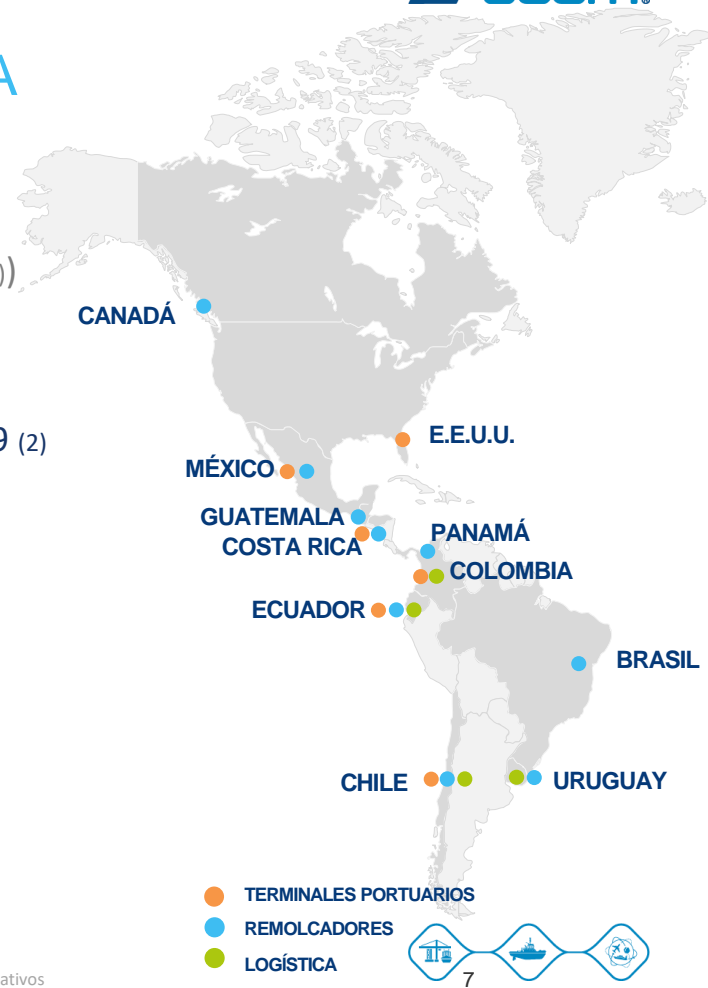 A
))
CANADÁ
E.E.U.U.
9 (2)
MÉXICO
GUATEMALA
COSTA RICA
PANAMÁ
COLOMBIA
ECUADOR
BRASIL
CHILE
URUGUAY
TERMINALES PORTUARIOS
REMOLCADORES
LOGÍSTICA
7
ativos